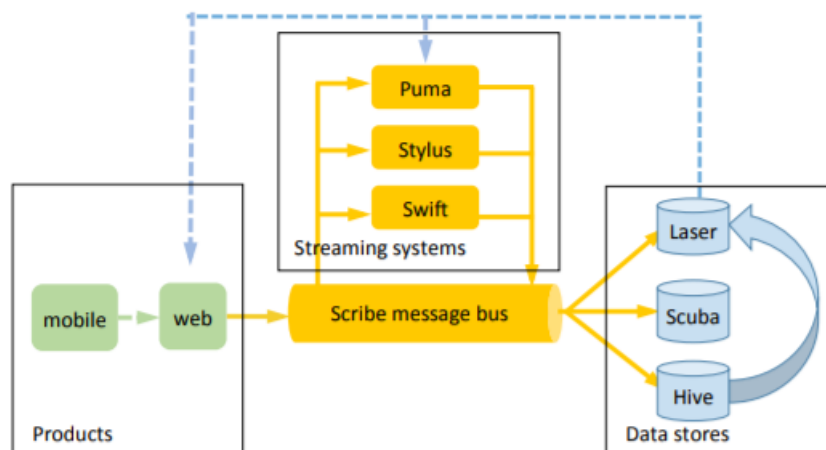 Puma
Stylus
Swift
Streaming systems
mobile
web
Products
Scribe message bus
Laser
Scuba
Hive
Data stores